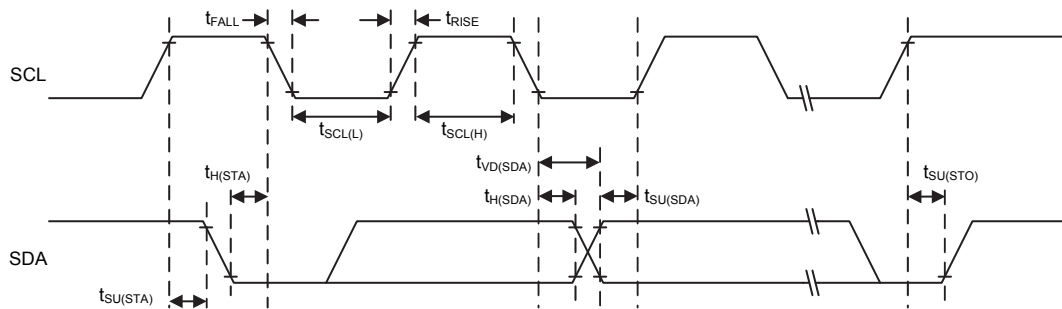 tFALL
tRISE
SCL
tSCL(L)
tSCL(H)
tVD(SDA)
tH(STA)
tSU(STO)
tH(SDA)
tSU(SDA)
SDA
tSU(STA)